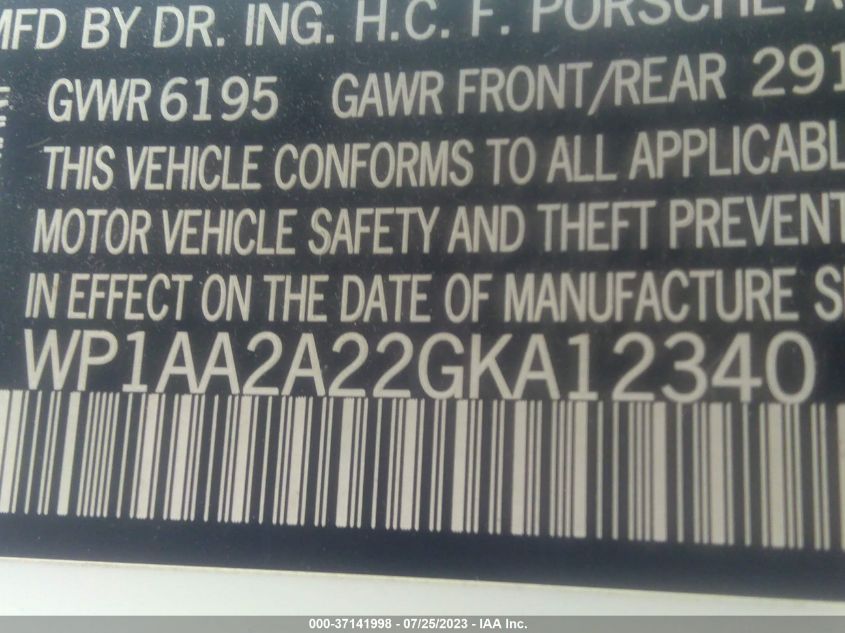 MFD BY DR. ING. H.C. F. PORSCHE A
GVWR 6195 GAWR FRONT/REAR 291
THIS VEHICLE CONFORMS TO ALL APPLICABL
MOTOR VEHICLE SAFETY AND THEFT PREVENT
IN EFFECT ON THE DATE OF MANUFACTURE S
WP1AA2A22GKA12340
000-37141998 - 07/25/2023 - IAA Inc.